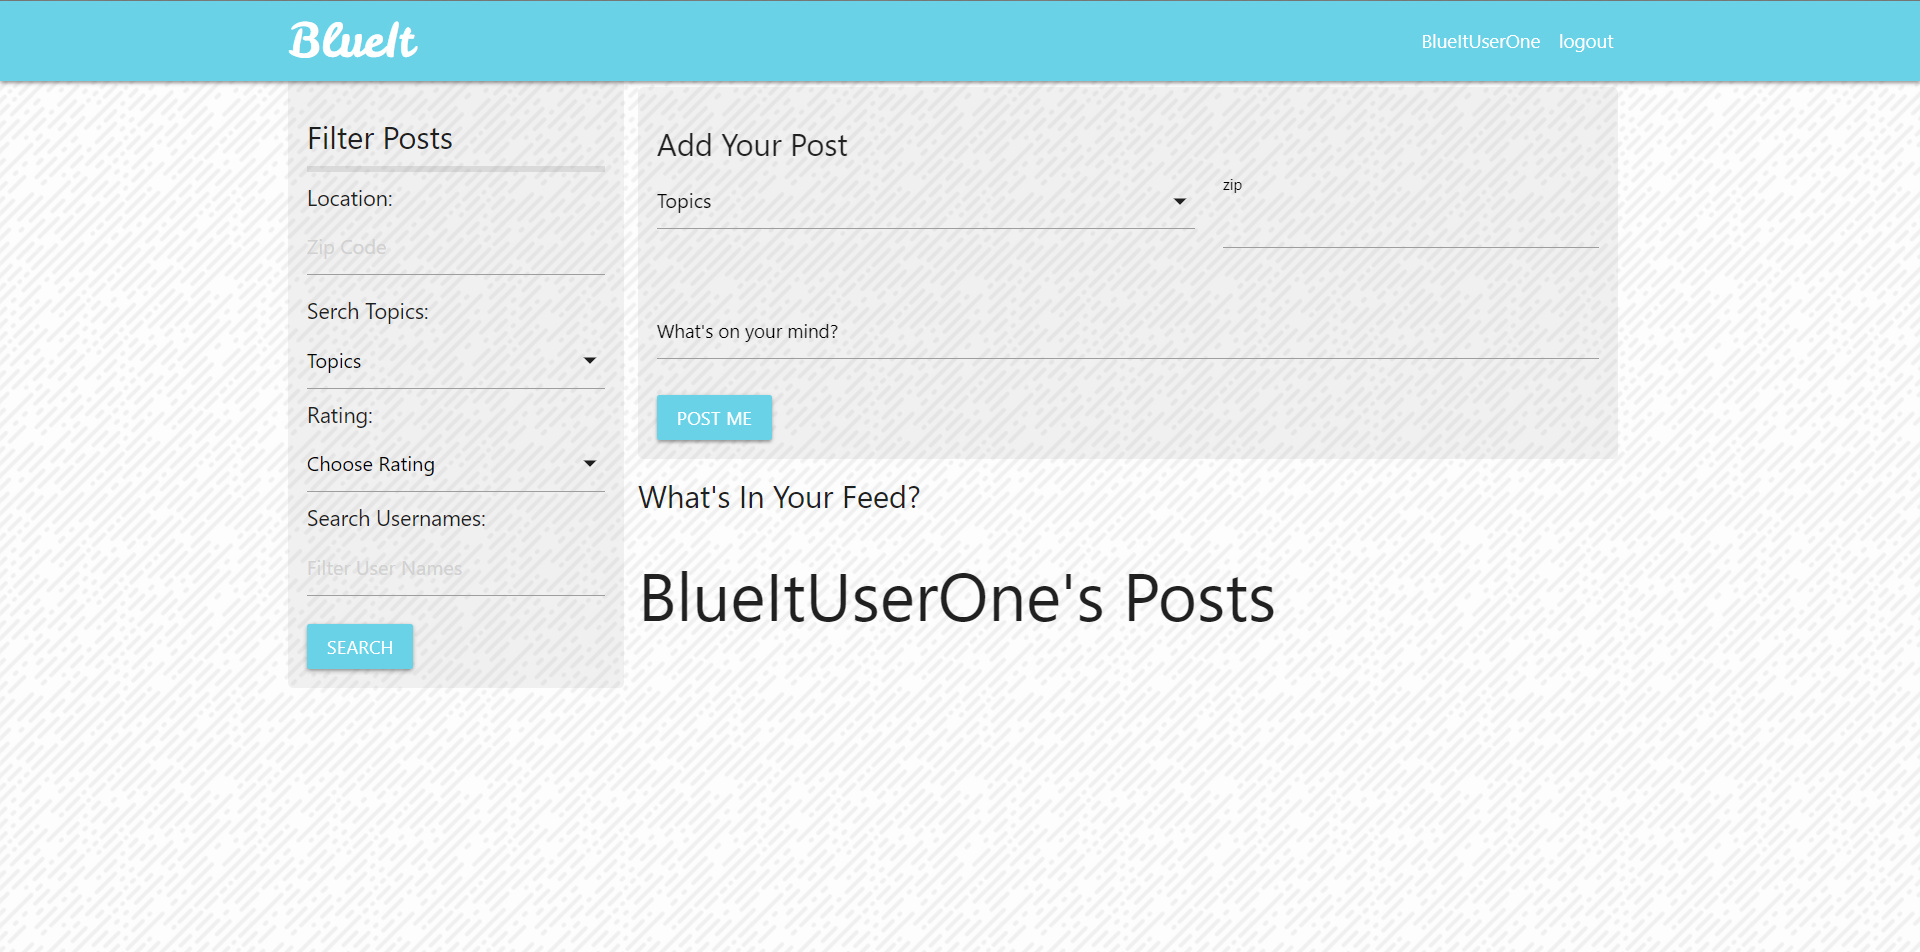 BlueIt
BlueItUserOne logout
Filter Posts
Location:
Zip Code
Serch Topics:
Topics
Rating:
Choose Rating
Search Usernames:
Filter User Names
SEARCH
Add Your Post
Topics
zip
What's on your mind?
POST ME
What's In Your Feed?
BlueItUserOne's Posts